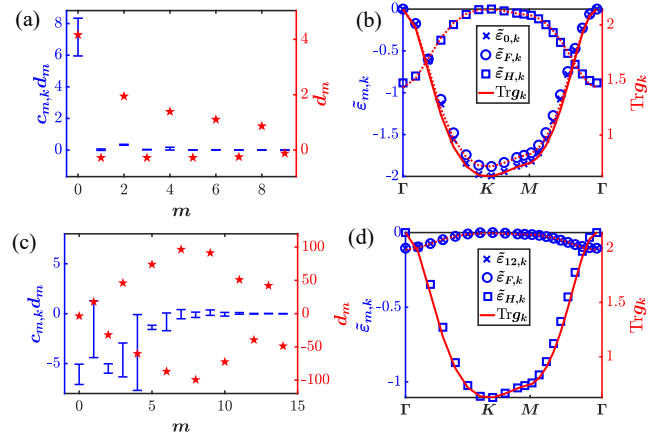 (a)
8
6
4
2
0
c_{m,k}d_m
4
2
0
d_m
0 2 4 6 8
m
(b)
0
-0.5
-1
-1.5
-2
ε̃_{m,k}
ε̃_{0,k}
ε̃_{F,k}
ε̃_{H,k}
Trg_k
2
1.5
1
Trg_k
Γ K M Γ
(c)
0
-5
c_{m,k}d_m
100
50
0
-50
-100
d_m
0 5 10 15
m
(d)
0
-0.5
-1
ε̃_{m,k}
ε̃_{12,k}
ε̃_{F,k}
ε̃_{H,k}
Trg_k
2
1.5
1
Trg_k
Γ K M Γ